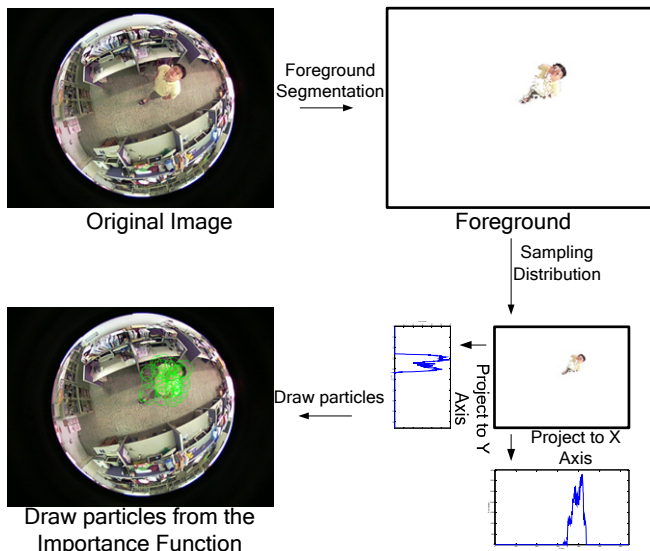 Foreground
Segmentation
Original Image
Foreground
Sampling
Distribution
Draw particles
Project to Y
Axis
Project to X
Axis
Draw particles from the
Importance Function